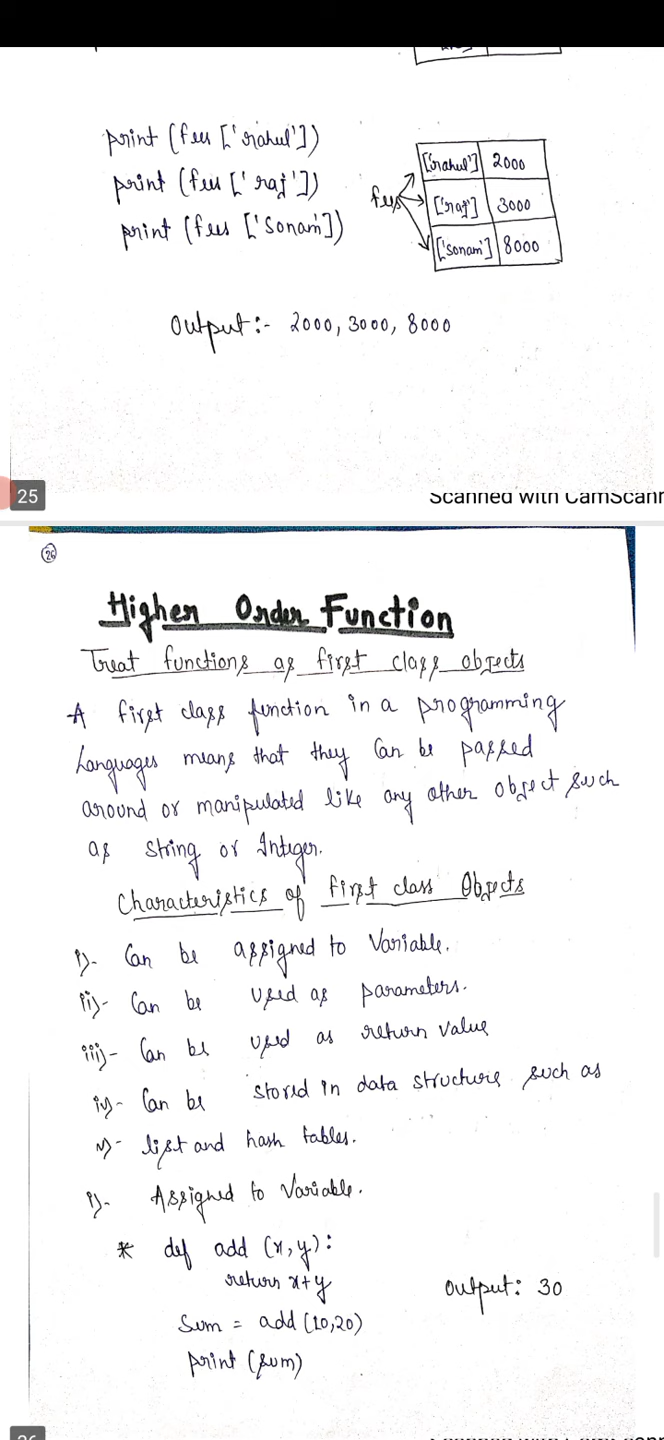 print (fees ['rahul'])
print (fees ['raj'])
print (fees ['Sonam'])
fees
['rahul'] 2000
['raj'] 3000
['Sonam'] 8000
Output:- 2000, 3000, 8000
25
Scanned with CamScann
26
Higher Order Function
Treat functions as first class objects
A first class function in a programming
Languages means that they Can be passed
around or manipulated like any other object such
as string or Integer.
Characteristics of first class Objects
i)- Can be assigned to Variable.
ii)- Can be used as parameters.
iii)- Can be used as return value
iv)- Can be stored in data structure such as
v)- list and hash tables.
i)- Assigned to Variable.
* def add (x,y):
return x+y
Sum = add (10,20)
print (sum)
Output: 30